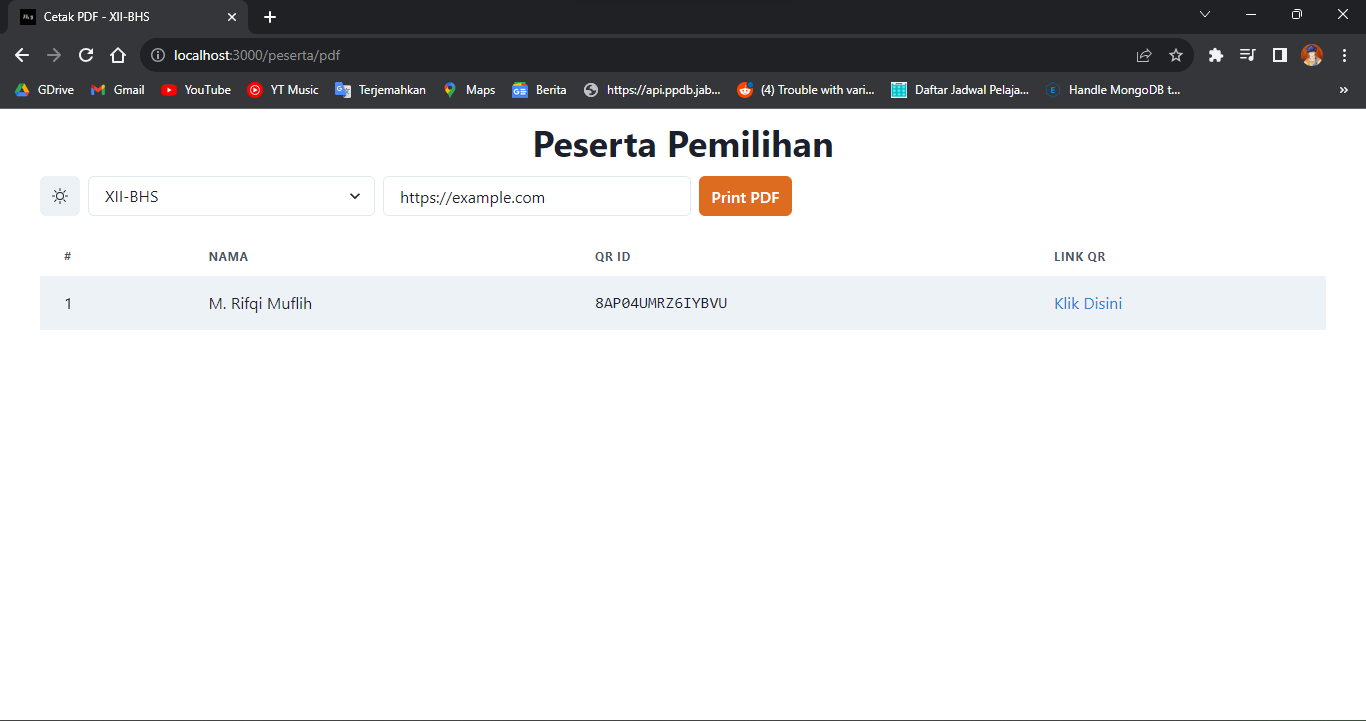 Cetak PDF - XII-BHS
localhost:3000/peserta/pdf
GDrive Gmail YouTube YT Music Terjemahkan Maps Berita https://api.ppdb.jab... (4) Trouble with vari... Daftar Jadwal Pelaja... Handle MongoDB t... »
Peserta Pemilihan
XII-BHS https://example.com Print PDF
# NAMA QR ID LINK QR
1 M. Rifqi Muflih 8AP04UMRZ6IYBVU Klik Disini